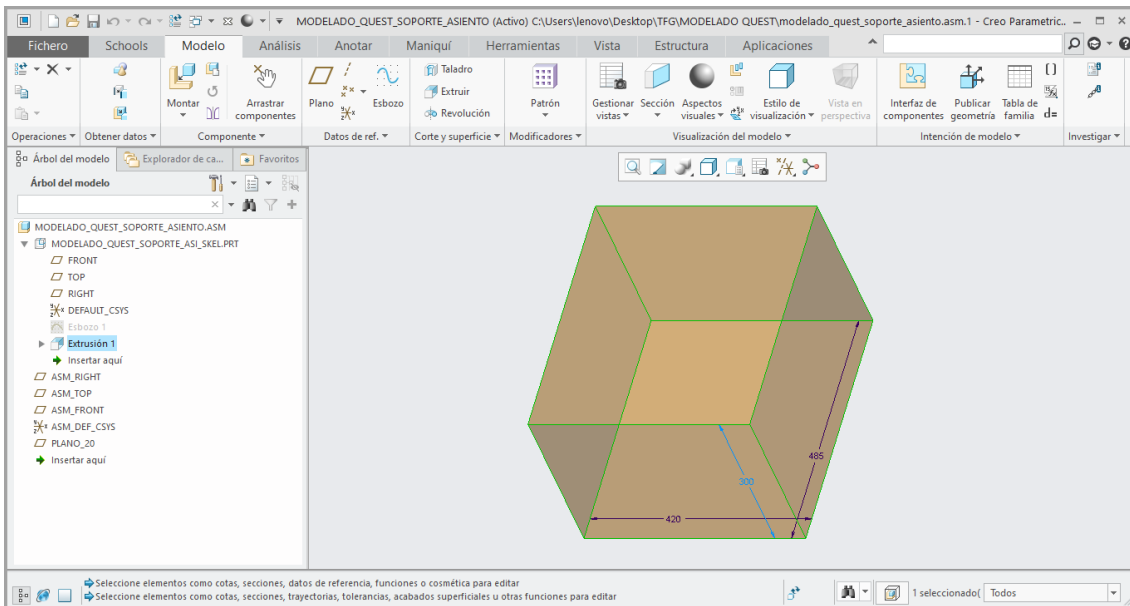 MODELADO_QUEST_SOPORTE_ASIENTO (Activo) C:\Users\lenovo\Desktop\TFG\MODELADO QUEST\modelado_quest_soporte_asiento.asm.1 - Creo Parametric..
Fichero Schools Modelo Análisis Anotar Maniquí Herramientas Vista Estructura Aplicaciones
Taladro
Extruir
Revolución
Montar
Arrastrar componentes
Plano
Esbozo
Patrón
Gestionar vistas
Sección
Aspectos visuales
Estilo de visualización
Vista en perspectiva
Interfaz de componentes
Publicar geometría
Tabla de familia
d=
Operaciones Obtener datos Componente Datos de ref. Corte y superficie Modificadores Visualización del modelo Intención de modelo Investigar
Árbol del modelo Explorador de ca... Favoritos
Árbol del modelo
MODELADO_QUEST_SOPORTE_ASIENTO.ASM
MODELADO_QUEST_SOPORTE_ASI_SKEL.PRT
FRONT
TOP
RIGHT
DEFAULT_CSYS
Esbozo 1
Extrusión 1
Insertar aquí
ASM_RIGHT
ASM_TOP
ASM_FRONT
ASM_DEF_CSYS
PLANO_20
Insertar aquí
485
300
420
Seleccione elementos como cotas, secciones, datos de referencia, funciones o cosmética para editar
Seleccione elementos como cotas, secciones, trayectorias, tolerancias, acabados superficiales u otras funciones para editar
1 seleccionado( Todos